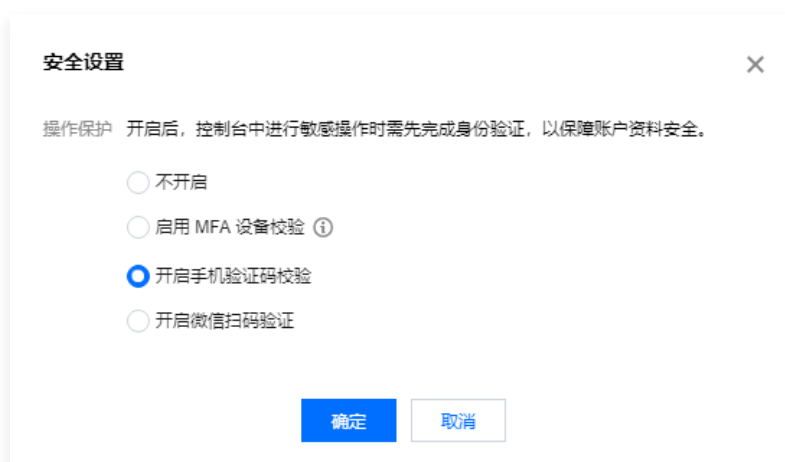 安全设置
操作保护 开启后，控制台中进行敏感操作时需先完成身份验证，以保障账户资料安全。
不开启
启用 MFA 设备校验
开启手机验证码校验
开启微信扫码验证
确定 取消